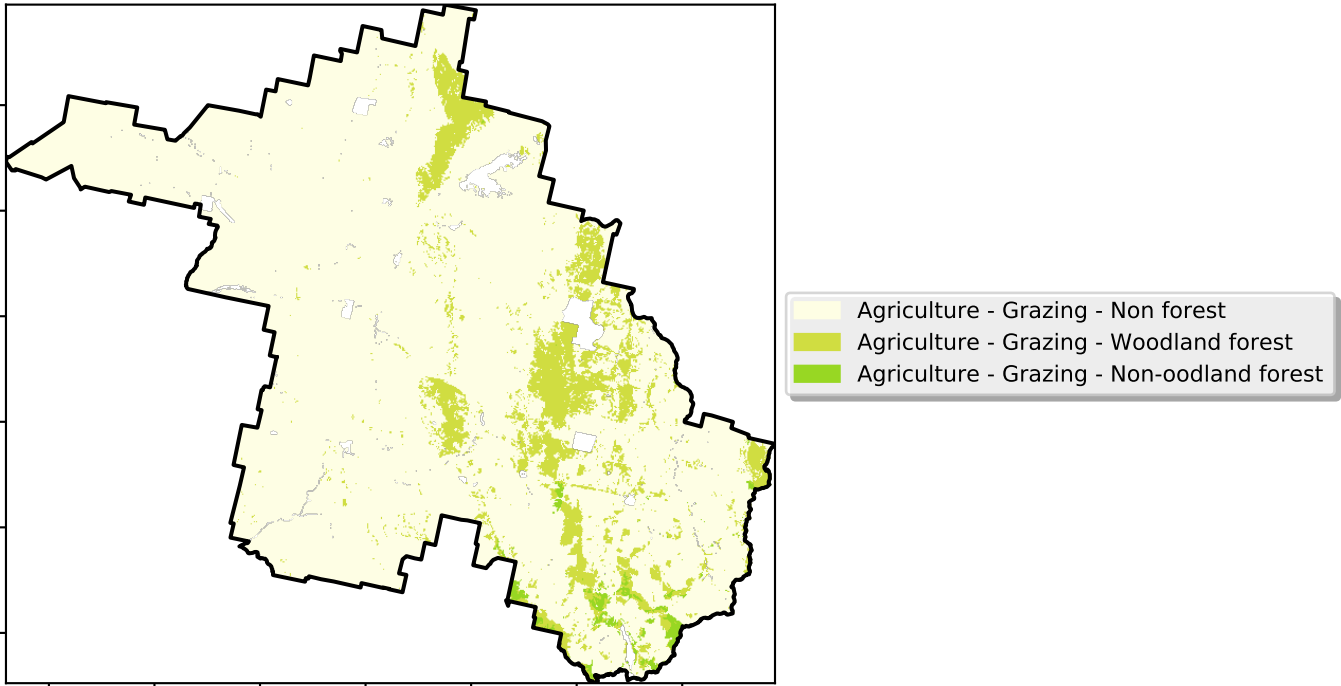 Agriculture - Grazing - Non forest
Agriculture - Grazing - Woodland forest
Agriculture - Grazing - Non-oodland forest